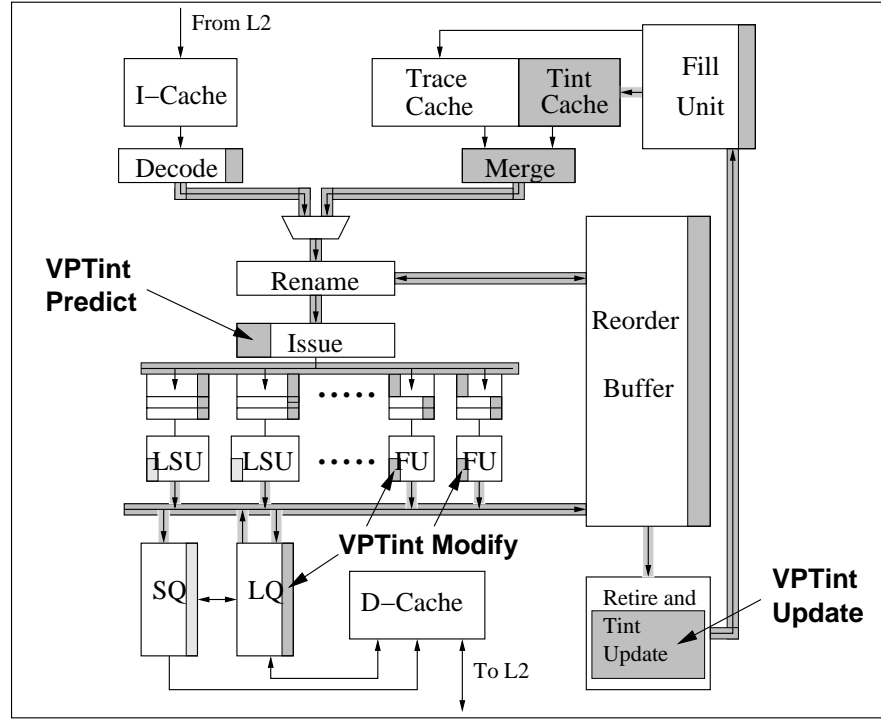 From L2
I–Cache
Trace
Cache
Tint
Cache
Fill
Unit
Decode
Merge
VPTint
Predict
Rename
Issue
Reorder
Buffer
LSU
LSU
FU
FU
VPTint Modify
SQ
LQ
D–Cache
Retire and
Tint
Update
VPTint
Update
To L2